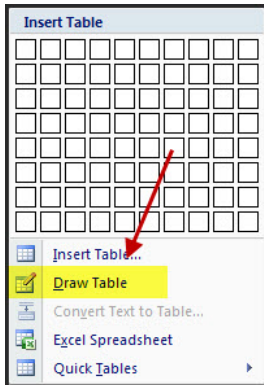 Insert Table
Insert Table...
Draw Table
Convert Text to Table...
Excel Spreadsheet
Quick Tables